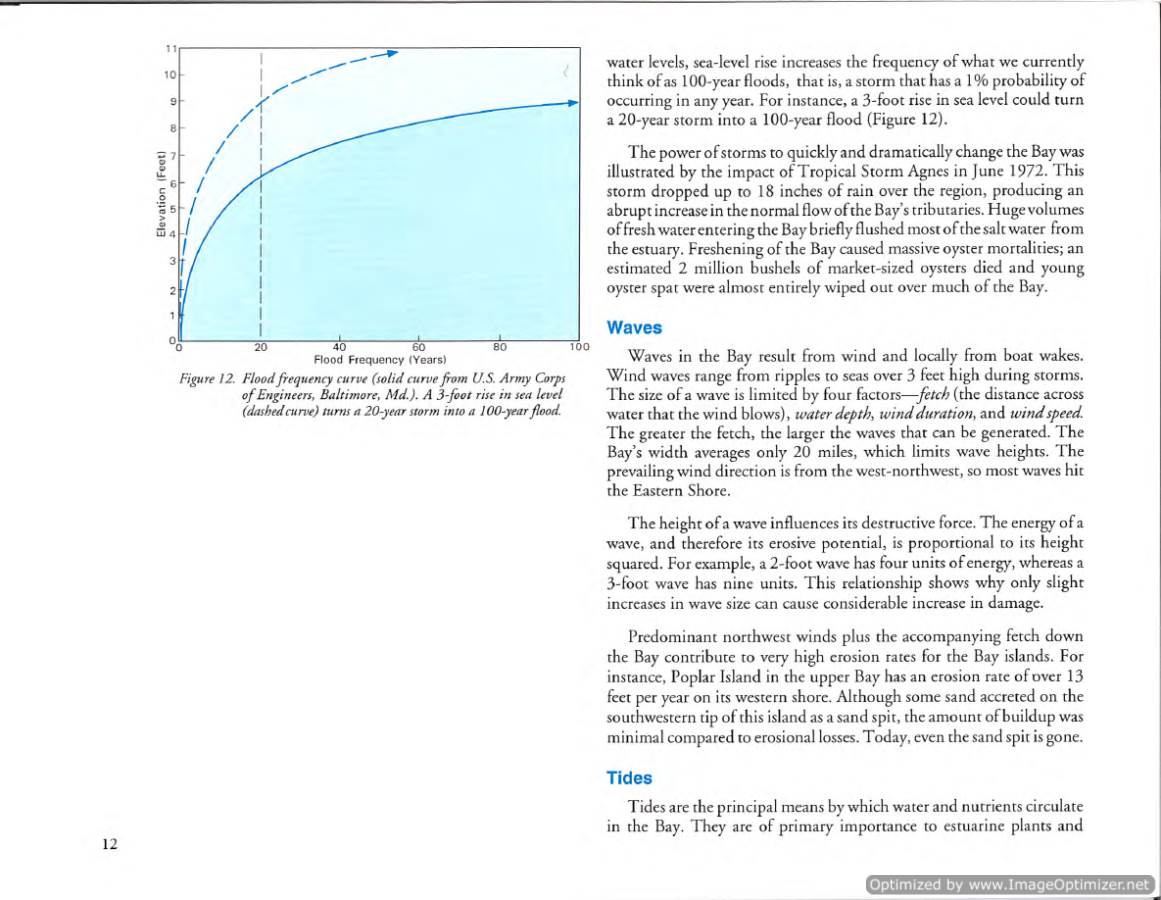 11
10
9
8
7
6
5
4
3
2
1
0
Elevation (Feet)
0 20 40 60 80 100
Flood Frequency (Years)
Figure 12. Flood frequency curve (solid curve from U.S. Army Corps
of Engineers, Baltimore, Md.). A 3-foot rise in sea level
(dashed curve) turns a 20-year storm into a 100-year flood.
12
water levels, sea-level rise increases the frequency of what we currently
think of as 100-year floods, that is, a storm that has a 1% probability of
occurring in any year. For instance, a 3-foot rise in sea level could turn
a 20-year storm into a 100-year flood (Figure 12).
The power of storms to quickly and dramatically change the Bay was
illustrated by the impact of Tropical Storm Agnes in June 1972. This
storm dropped up to 18 inches of rain over the region, producing an
abrupt increase in the normal flow of the Bay's tributaries. Huge volumes
of fresh water entering the Bay briefly flushed most of the salt water from
the estuary. Freshening of the Bay caused massive oyster mortalities; an
estimated 2 million bushels of market-sized oysters died and young
oyster spat were almost entirely wiped out over much of the Bay.
Waves
Waves in the Bay result from wind and locally from boat wakes.
Wind waves range from ripples to seas over 3 feet high during storms.
The size of a wave is limited by four factors—fetch (the distance across
water that the wind blows), water depth, wind duration, and wind speed.
The greater the fetch, the larger the waves that can be generated. The
Bay's width averages only 20 miles, which limits wave heights. The
prevailing wind direction is from the west-northwest, so most waves hit
the Eastern Shore.
The height of a wave influences its destructive force. The energy of a
wave, and therefore its erosive potential, is proportional to its height
squared. For example, a 2-foot wave has four units of energy, whereas a
3-foot wave has nine units. This relationship shows why only slight
increases in wave size can cause considerable increase in damage.
Predominant northwest winds plus the accompanying fetch down
the Bay contribute to very high erosion rates for the Bay islands. For
instance, Poplar Island in the upper Bay has an erosion rate of over 13
feet per year on its western shore. Although some sand accreted on the
southwestern tip of this island as a sand spit, the amount of buildup was
minimal compared to erosional losses. Today, even the sand spit is gone.
Tides
Tides are the principal means by which water and nutrients circulate
in the Bay. They are of primary importance to estuarine plants and
Optimized by www.ImageOptimizer.net